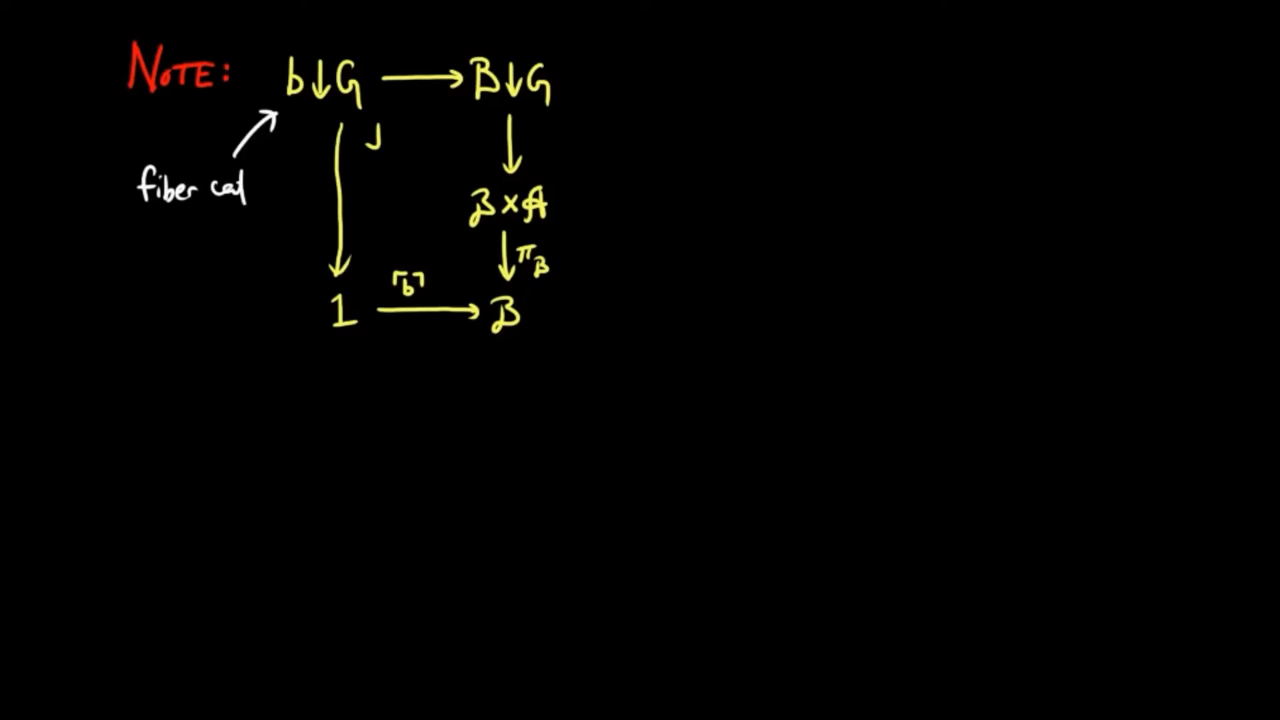 NOTE: b↓G → B↓G
fiber cat
B×A
π_B
⌜b⌝
1 → B